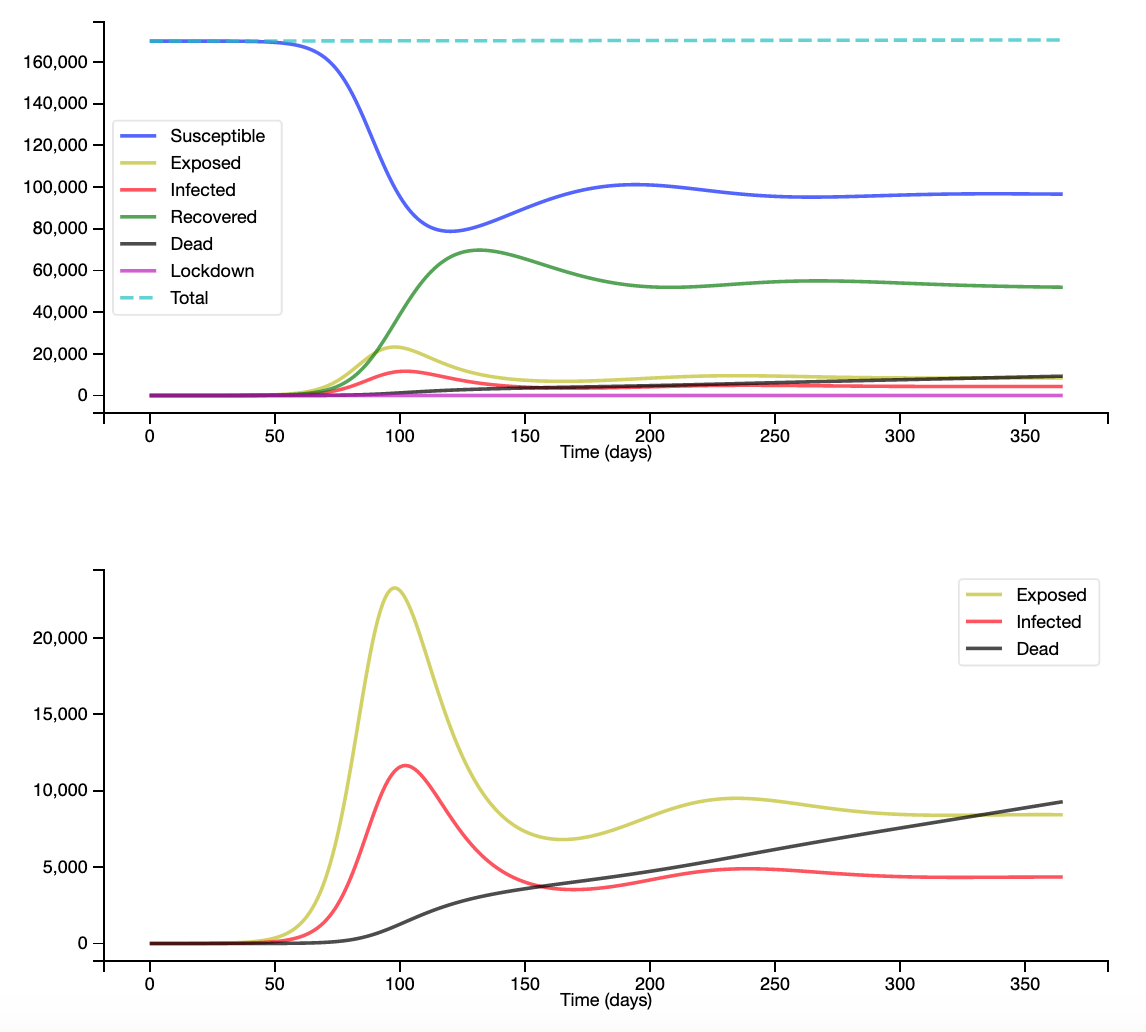 160,000
140,000
120,000
100,000
80,000
60,000
40,000
20,000
0
Susceptible
Exposed
Infected
Recovered
Dead
Lockdown
Total
0 50 100 150 200 250 300 350
Time (days)
20,000
15,000
10,000
5,000
0
Exposed
Infected
Dead
0 50 100 150 200 250 300 350
Time (days)